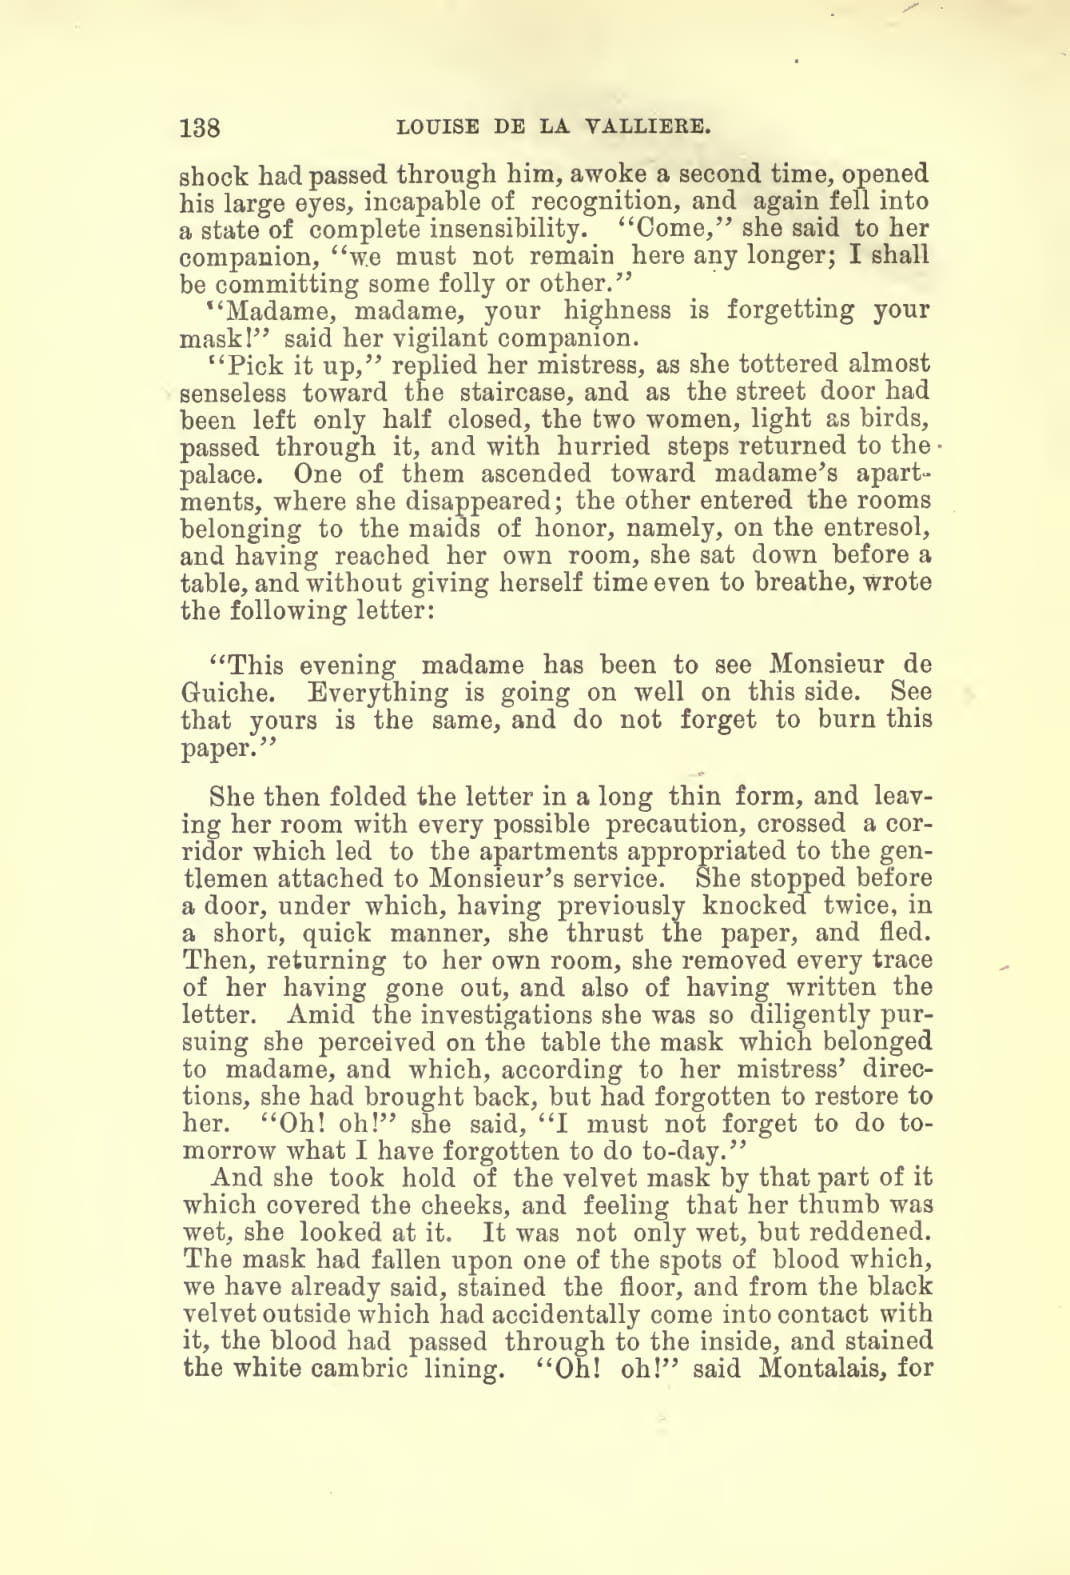 138 LOUISE DE LA VALLIERE.
shock had passed through him, awoke a second time, opened
his large eyes, incapable of recognition, and again fell into
a state of complete insensibility. “Come,” she said to her
companion, “we must not remain here any longer; I shall
be committing some folly or other.”
“Madame, madame, your highness is forgetting your
mask!” said her vigilant companion.
“Pick it up,” replied her mistress, as she tottered almost
senseless toward the staircase, and as the street door had
been left only half closed, the two women, light as birds,
passed through it, and with hurried steps returned to the
palace. One of them ascended toward madame’s apart-
ments, where she disappeared; the other entered the rooms
belonging to the maids of honor, namely, on the entresol,
and having reached her own room, she sat down before a
table, and without giving herself time even to breathe, wrote
the following letter:
“This evening madame has been to see Monsieur de
Guiche. Everything is going on well on this side. See
that yours is the same, and do not forget to burn this
paper.”
She then folded the letter in a long thin form, and leav-
ing her room with every possible precaution, crossed a cor-
ridor which led to the apartments appropriated to the gen-
tlemen attached to Monsieur’s service. She stopped before
a door, under which, having previously knocked twice, in
a short, quick manner, she thrust the paper, and fled.
Then, returning to her own room, she removed every trace
of her having gone out, and also of having written the
letter. Amid the investigations she was so diligently pur-
suing she perceived on the table the mask which belonged
to madame, and which, according to her mistress’ direc-
tions, she had brought back, but had forgotten to restore to
her. “Oh! oh!” she said, “I must not forget to do to-
morrow what I have forgotten to do to-day.”
And she took hold of the velvet mask by that part of it
which covered the cheeks, and feeling that her thumb was
wet, she looked at it. It was not only wet, but reddened.
The mask had fallen upon one of the spots of blood which,
we have already said, stained the floor, and from the black
velvet outside which had accidentally come into contact with
it, the blood had passed through to the inside, and stained
the white cambric lining. “Oh! oh!” said Montalais, for